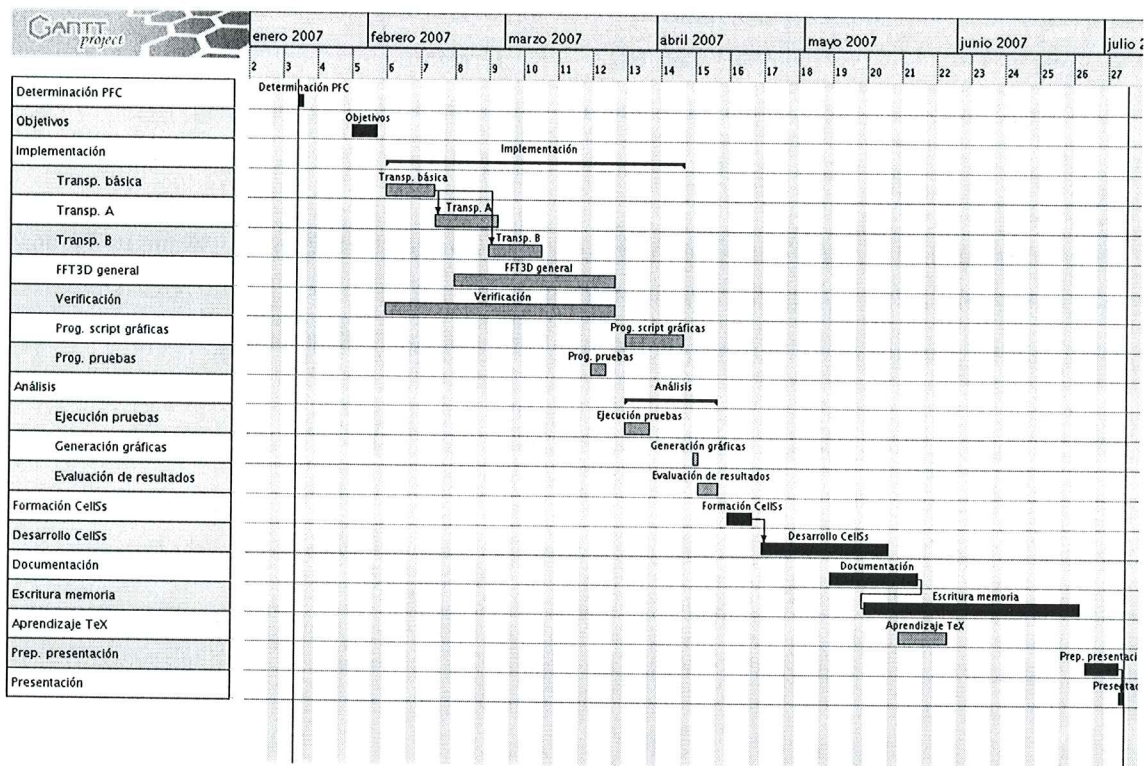 GANTT
project
enero 2007 febrero 2007 marzo 2007 abril 2007 mayo 2007 junio 2007 julio 2
2 3 4 5 6 7 8 9 10 11 12 13 14 15 16 17 18 19 20 21 22 23 24 25 26 27
Determinación PFC
Objetivos
Implementación
Transp. básica
Transp. A
Transp. B
FFT3D general
Verificación
Prog. script gráficas
Prog. pruebas
Análisis
Ejecución pruebas
Generación gráficas
Evaluación de resultados
Formación CellSs
Desarrollo CellSs
Documentación
Escritura memoria
Aprendizaje TeX
Prep. presentación
Presentación
Determinación PFC
Objetivos
Implementación
Transp. básica
Transp. A
Transp. B
FFT3D general
Verificación
Prog. script gráficas
Prog. pruebas
Análisis
Ejecución pruebas
Generación gráficas
Evaluación de resultados
Formación CellSs
Desarrollo CellSs
Documentación
Escritura memoria
Aprendizaje TeX
Prep. presentaci
Presentac